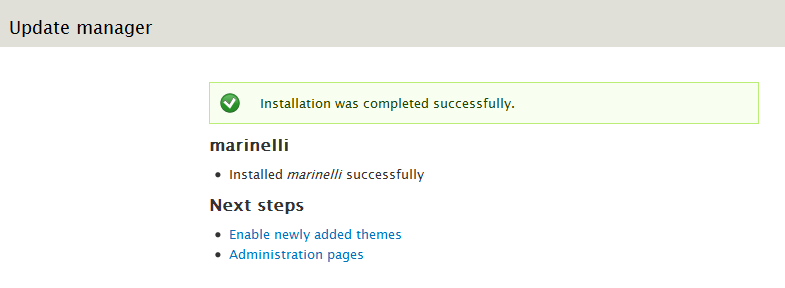 Update manager
Installation was completed successfully.
marinelli
Installed marinelli successfully
Next steps
Enable newly added themes
Administration pages